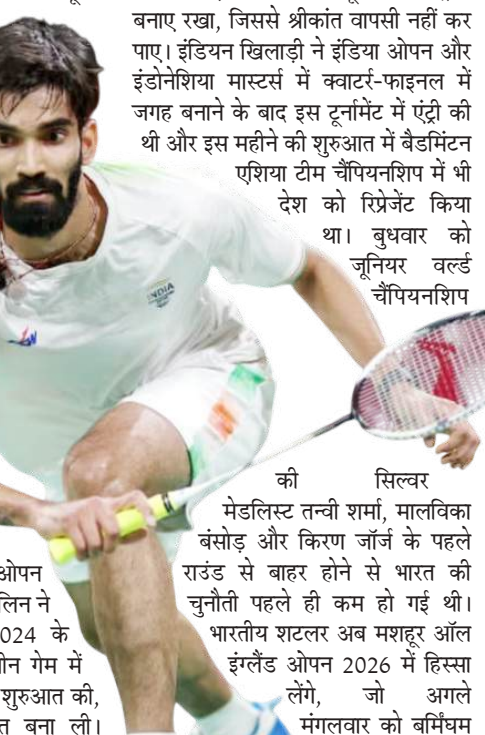 बनाए रखा, जिससे श्रीकांत वापसी नहीं कर
पाए। इंडियन खिलाड़ी ने इंडिया ओपन और
इंडोनेशिया मास्टर्स में क्वाटर्र-फाइनल में
जगह बनाने के बाद इस टूर्नामेंट में एंट्री की
थी और इस महीने की शुरुआत में बैडमिंटन
एशिया टीम चैंपियनशिप में भी
देश को रिप्रेजेंट किया
था। बुधवार को
जूनियर वर्ल्ड
चैंपियनशिप
INDIA
की सिल्वर
मेडलिस्ट तन्वी शर्मा, मालविका
बंसोड़ और किरण जॉर्ज के पहले
राउंड से बाहर होने से भारत की
चुनौती पहले ही कम हो गई थी।
भारतीय शटलर अब मशहूर ऑल
इंग्लैंड ओपन 2026 में हिस्सा
लेंगे, जो अगले
मंगलवार को बर्मिंघम
ओपन
लिन ने
024 के
गेम में
शुरुआत की,
बना ली।